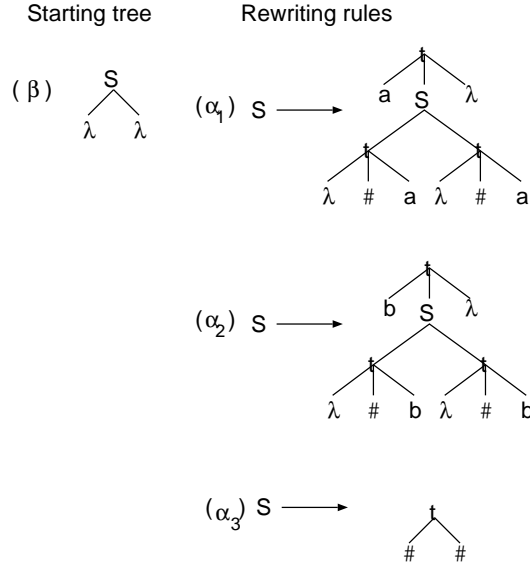 Starting tree Rewriting rules
t
a S λ
(β) S (α1) S
λ λ t t
λ # a λ # a
t
b S λ
(α2) S
t t
λ # b λ # b
(α3) S t
# #